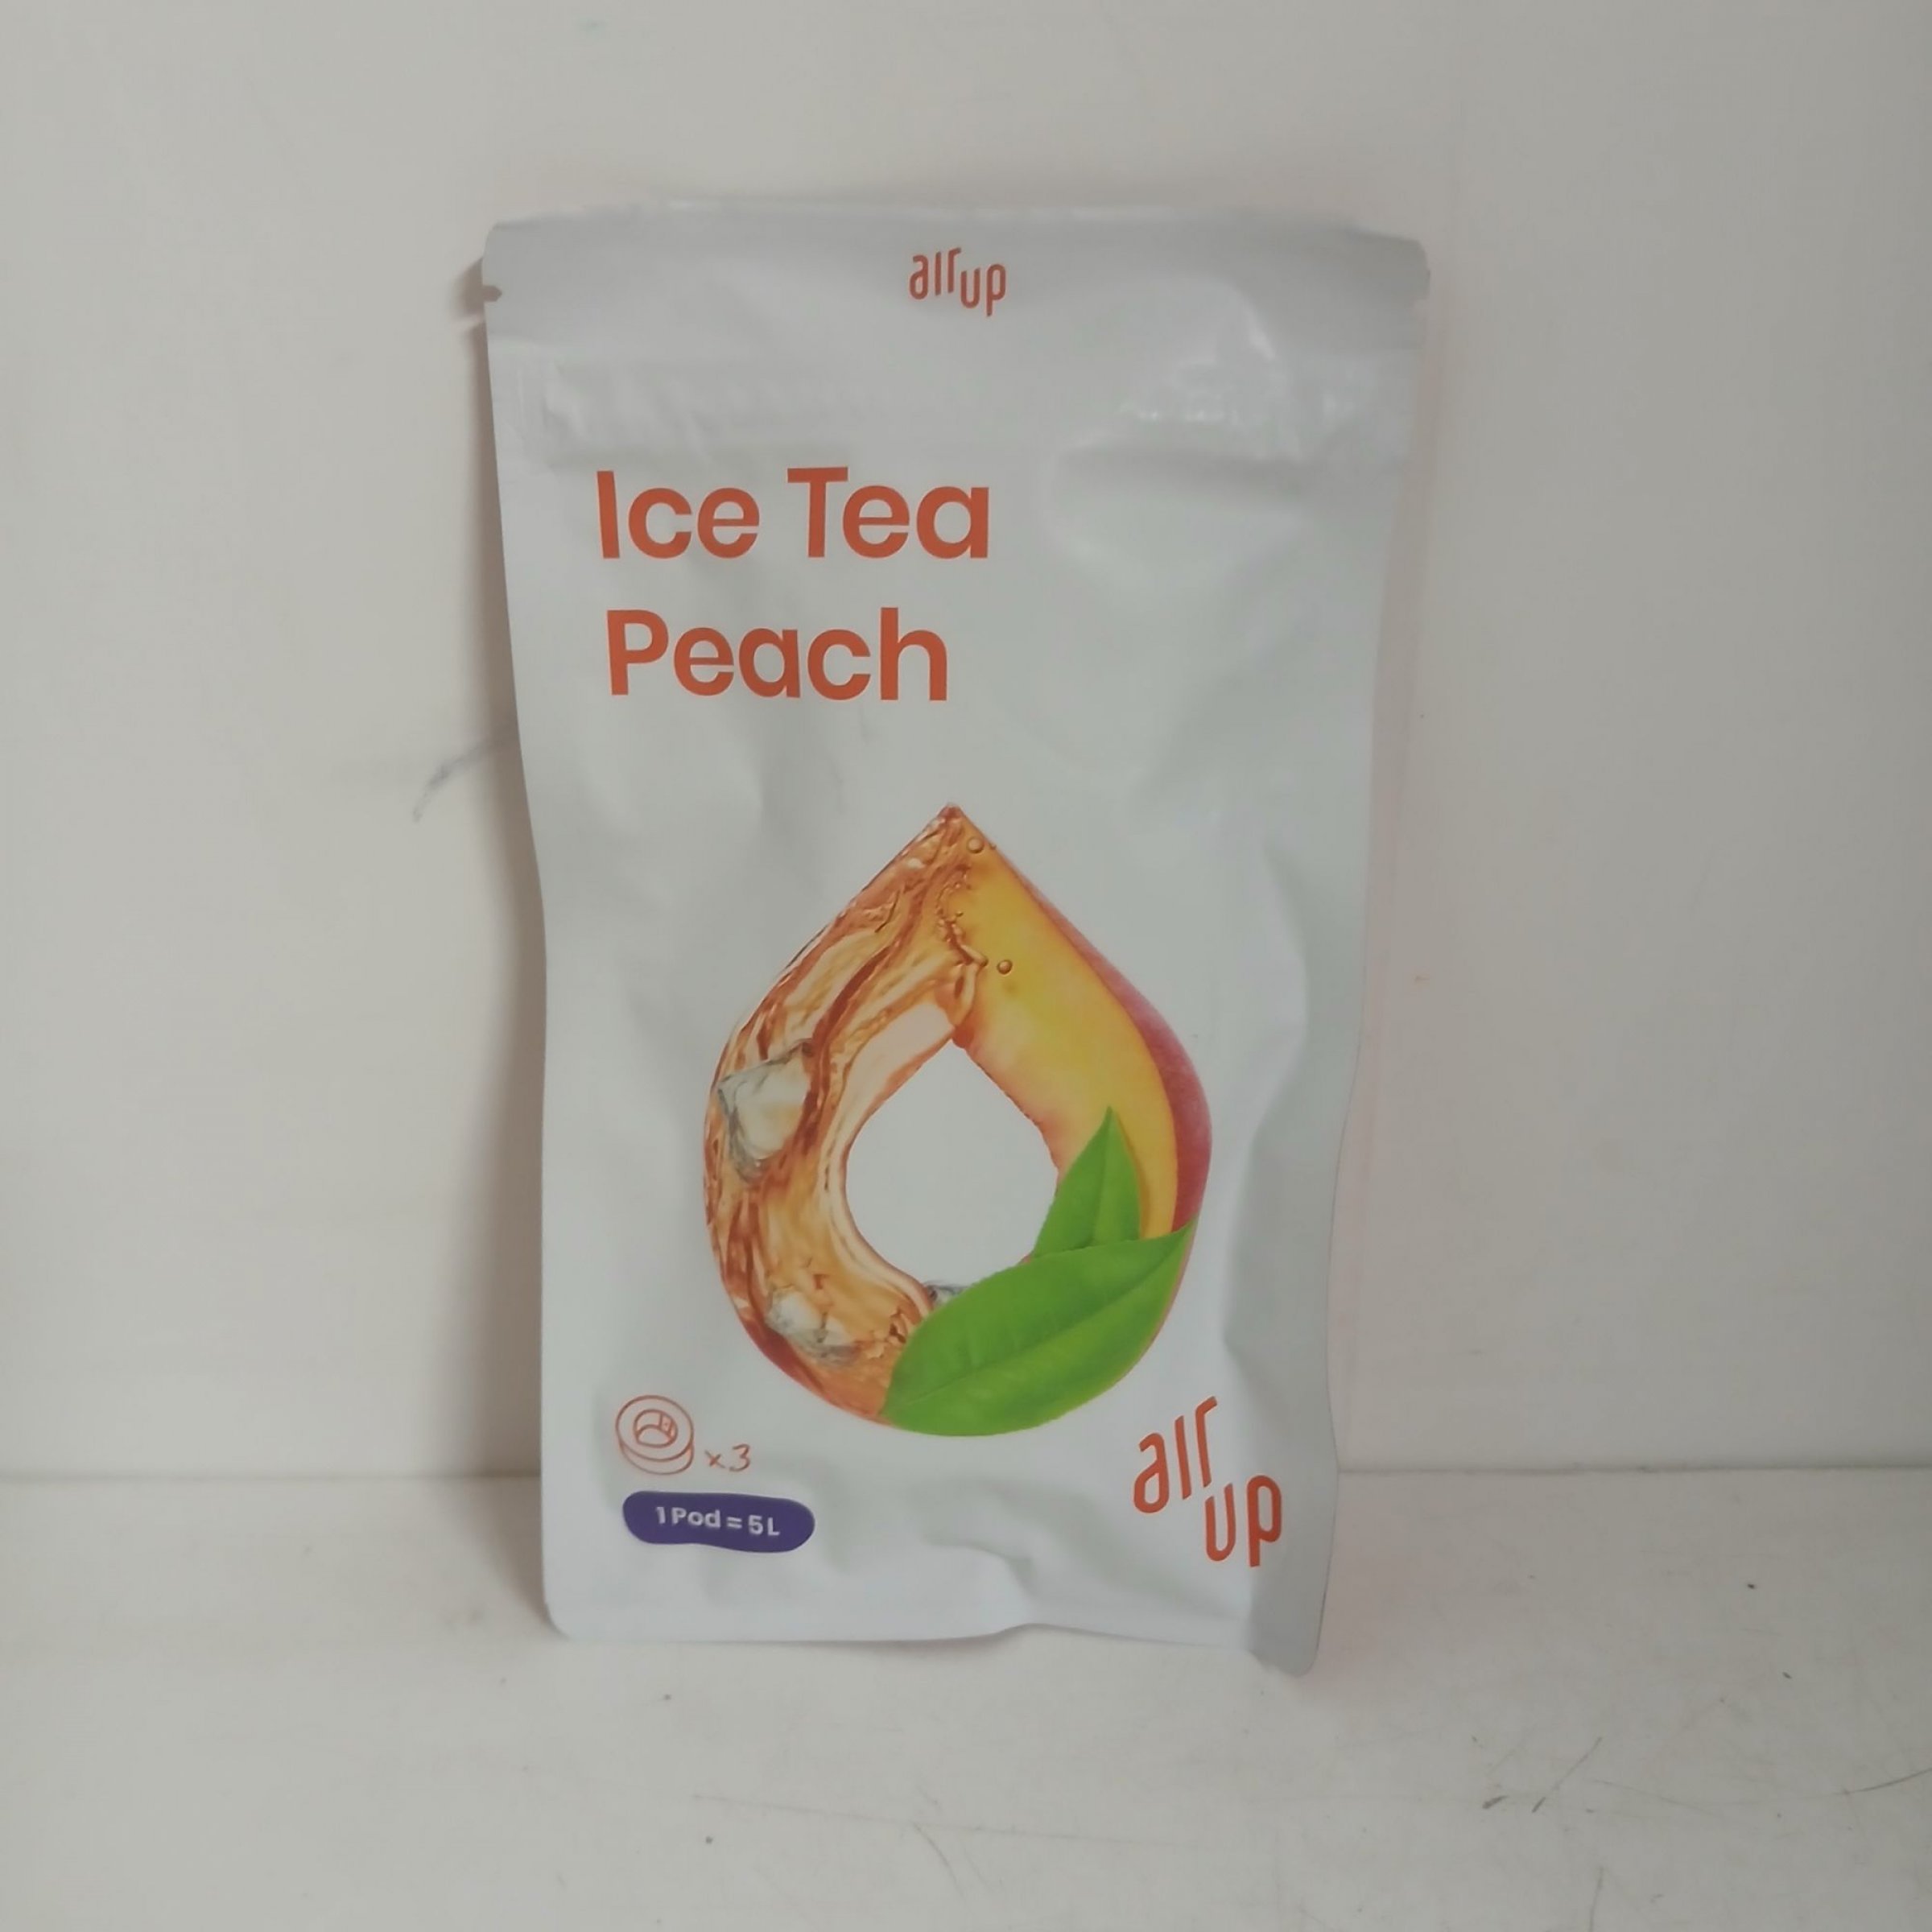 air up
Ice Tea
Peach
x3
1 Pod = 5L
air
up